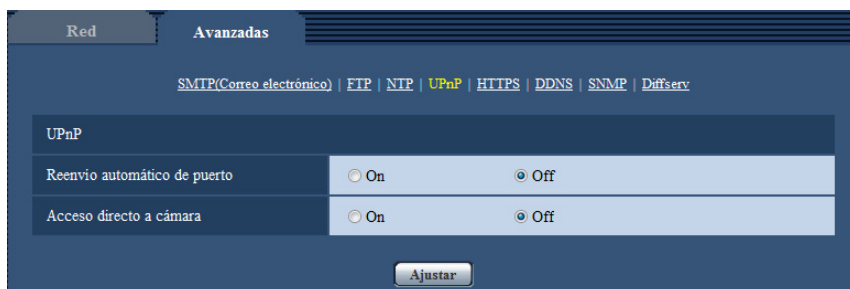 Red Avanzadas
SMTP(Correo electrónico) | FTP | NTP | UPnP | HTTPS | DDNS | SNMP | Diffserv
UPnP
Reenvio automático de puerto On Off
Acceso directo a cámara On Off
Ajustar